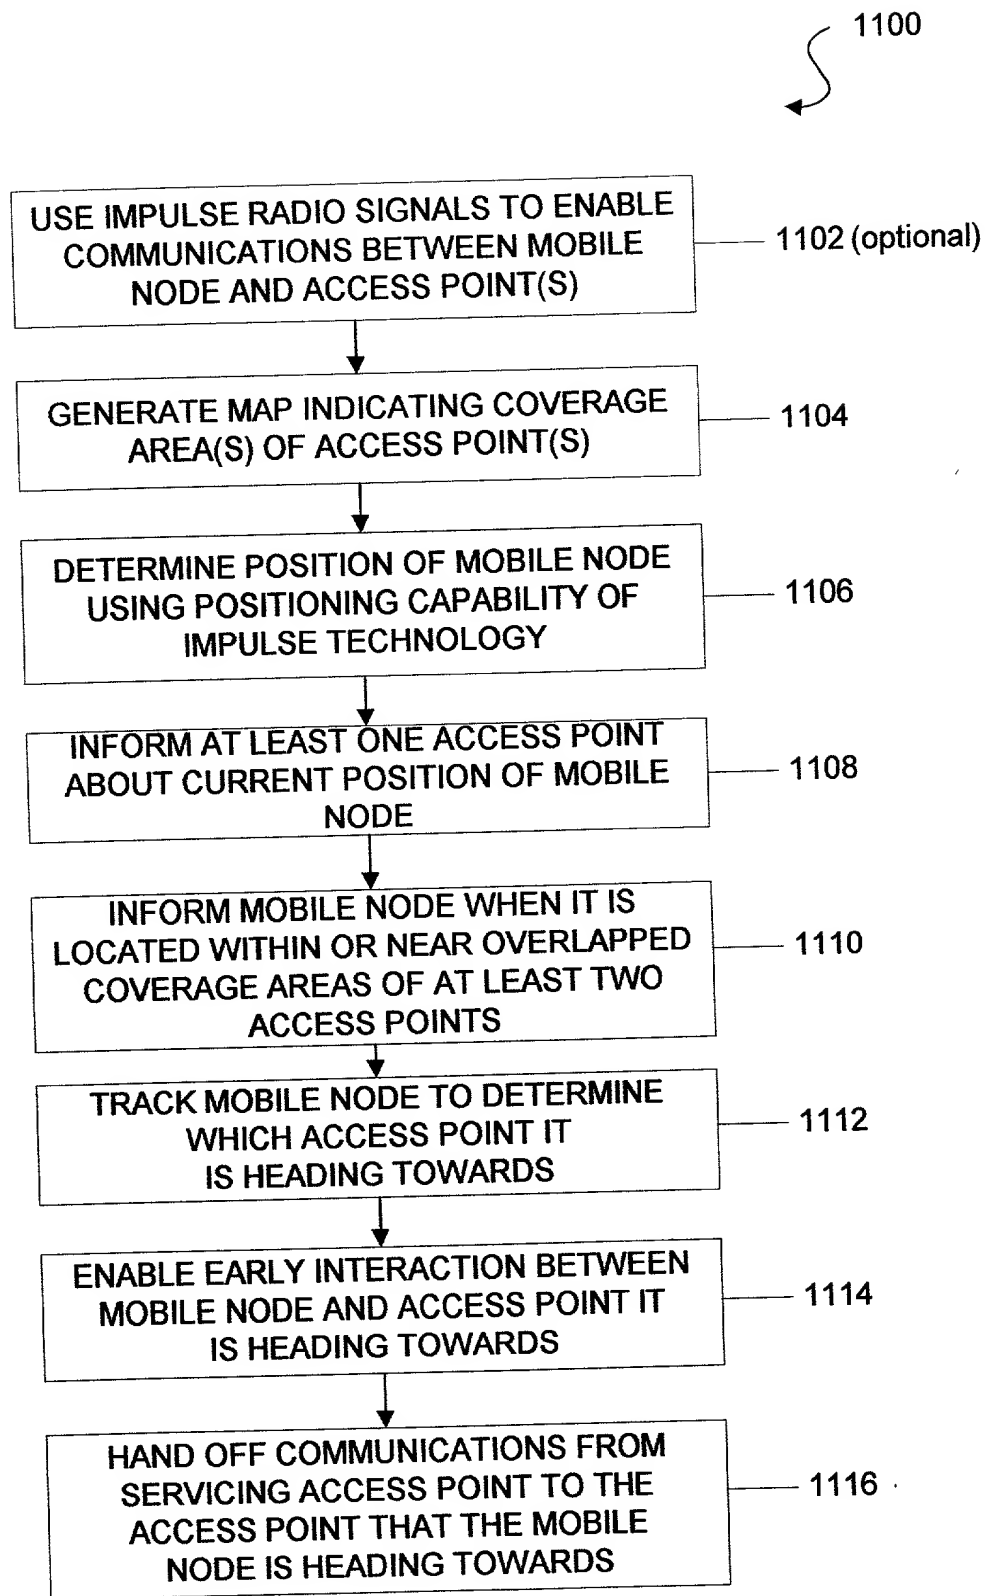 1100
USE IMPULSE RADIO SIGNALS TO ENABLE
COMMUNICATIONS BETWEEN MOBILE
NODE AND ACCESS POINT(S)
1102 (optional)
GENERATE MAP INDICATING COVERAGE
AREA(S) OF ACCESS POINT(S)
1104
DETERMINE POSITION OF MOBILE NODE
USING POSITIONING CAPABILITY OF
IMPULSE TECHNOLOGY
1106
INFORM AT LEAST ONE ACCESS POINT
ABOUT CURRENT POSITION OF MOBILE
NODE
1108
INFORM MOBILE NODE WHEN IT IS
LOCATED WITHIN OR NEAR OVERLAPPED
COVERAGE AREAS OF AT LEAST TWO
ACCESS POINTS
1110
TRACK MOBILE NODE TO DETERMINE
WHICH ACCESS POINT IT
IS HEADING TOWARDS
1112
ENABLE EARLY INTERACTION BETWEEN
MOBILE NODE AND ACCESS POINT IT
IS HEADING TOWARDS
1114
HAND OFF COMMUNICATIONS FROM
SERVICING ACCESS POINT TO THE
ACCESS POINT THAT THE MOBILE
NODE IS HEADING TOWARDS
1116